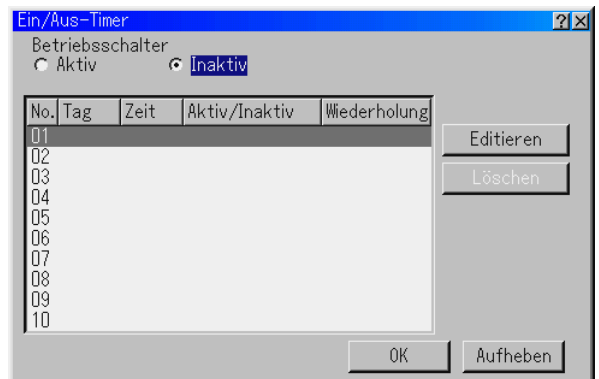 Ein/Aus-Timer
Betriebsschalter
Aktiv Inaktiv
No. Tag Zeit Aktiv/Inaktiv Wiederholung
01
02
03
04
05
06
07
08
09
10
Editieren
Löschen
OK Aufheben